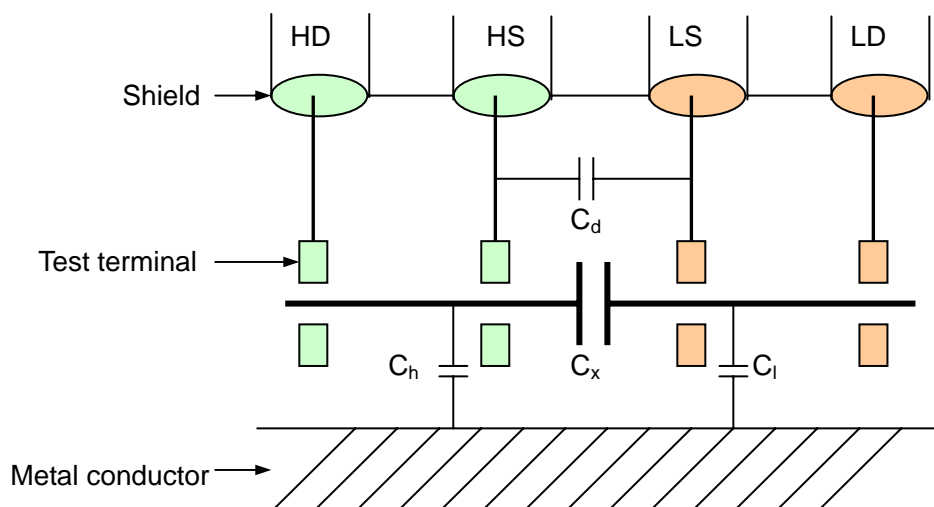 HD HS LS LD
Shield
Cd
Test terminal
Ch Cx Cl
Metal conductor